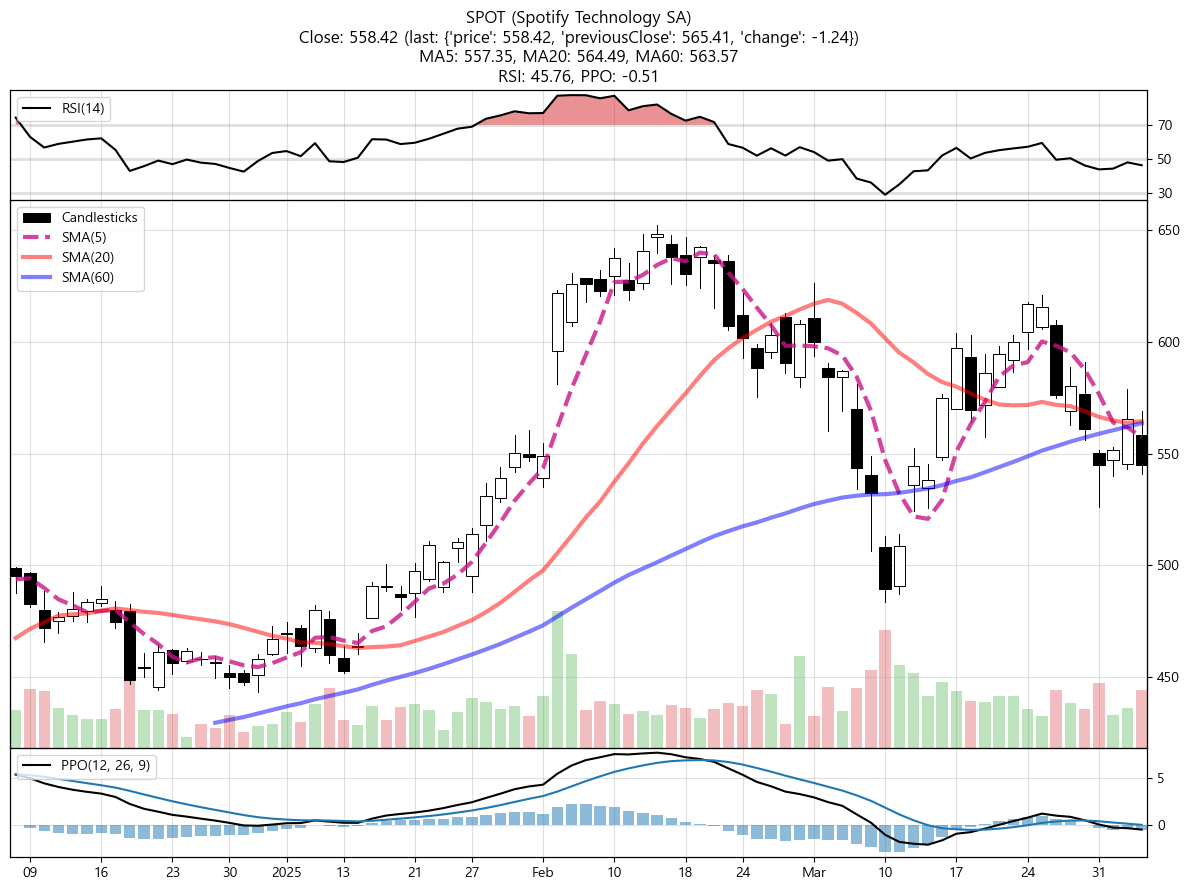 SPOT (Spotify Technology SA)
Close: 558.42 (last: {'price': 558.42, 'previousClose': 565.41, 'change': -1.24})
MA5: 557.35, MA20: 564.49, MA60: 563.57
RSI: 45.76, PPO: -0.51
RSI(14)
70
50
30
Candlesticks
SMA(5)
SMA(20)
SMA(60)
650
600
550
500
450
PPO(12, 26, 9)
5
0
09 16 23 30 2025 13 21 27 Feb 10 18 24 Mar 10 17 24 31